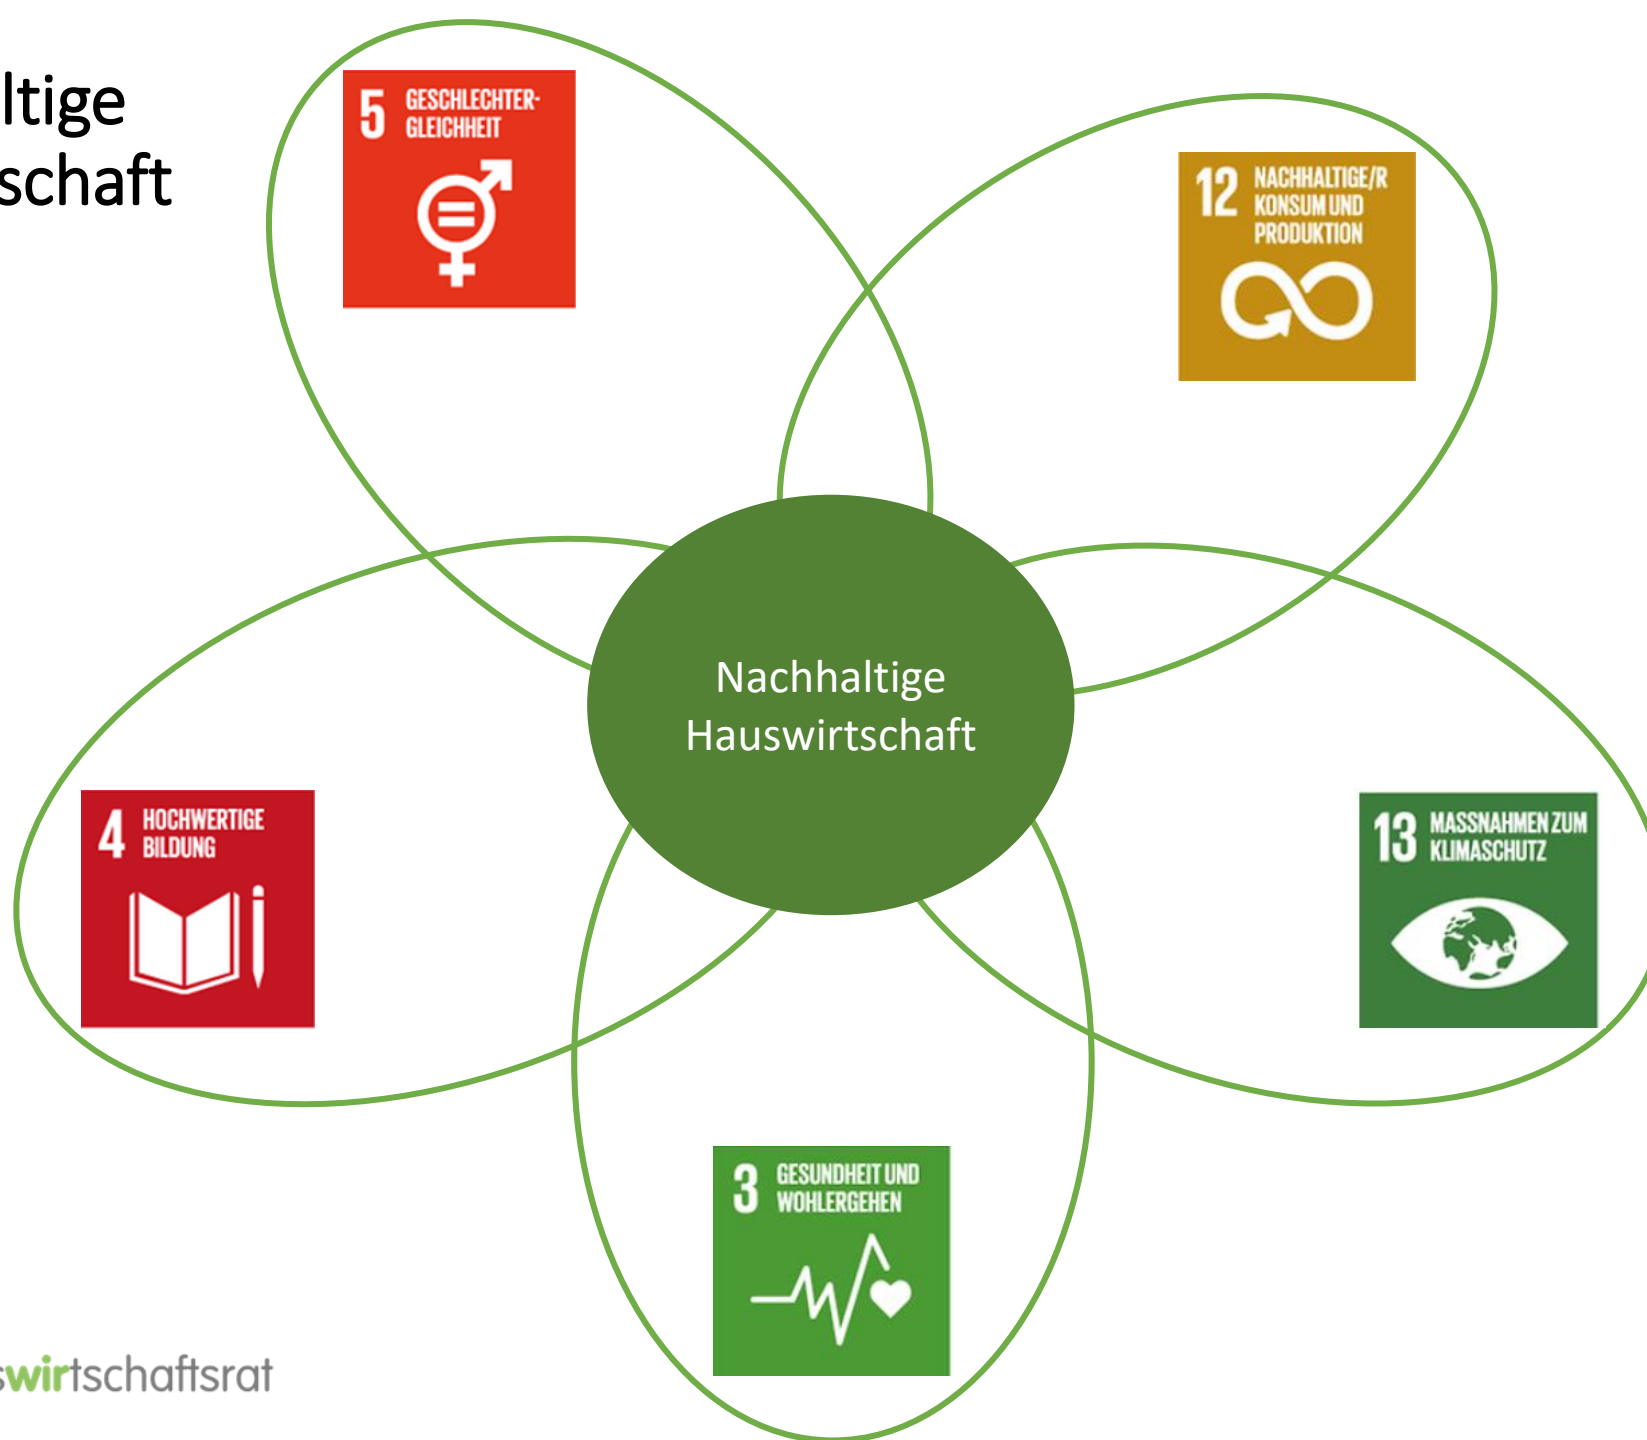 ltige
schaft
5 GESCHLECHTER-
GLEICHHEIT
12 NACHHALTIGE/R
KONSUM UND
PRODUKTION
Nachhaltige
Hauswirtschaft
4 HOCHWERTIGE
BILDUNG
13 MASSNAHMEN ZUM
KLIMASCHUTZ
3 GESUNDHEIT UND
WOHLERGEHEN
swirtschaftsrat